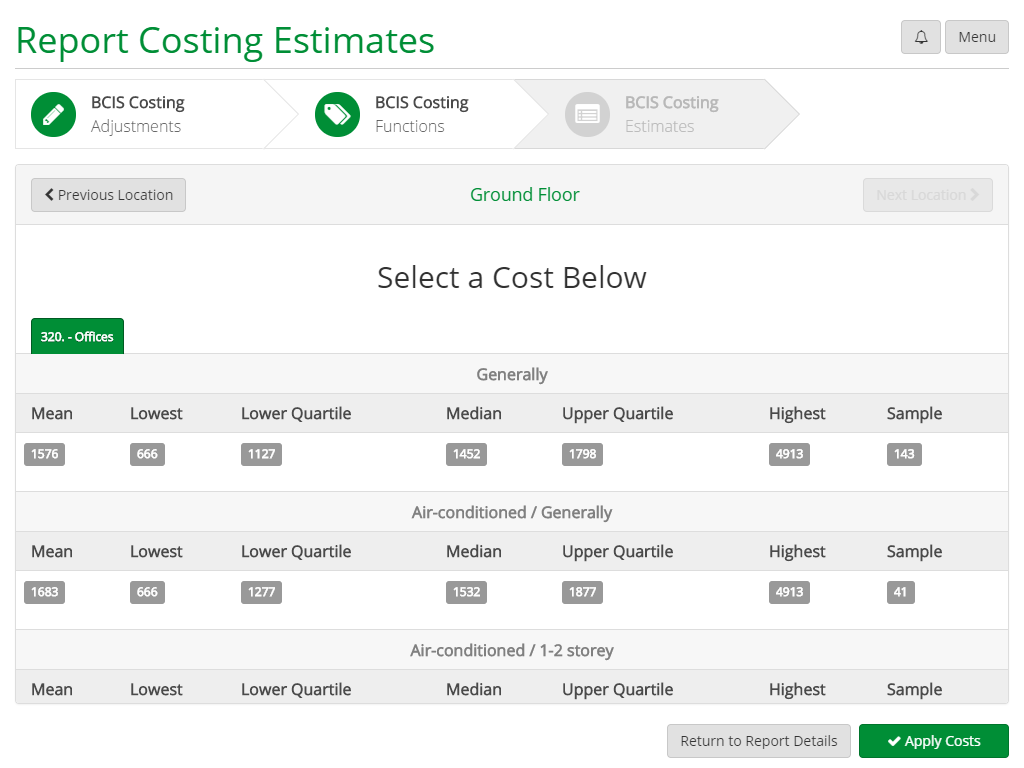 Report Costing Estimates
Menu
BCIS Costing
Adjustments
BCIS Costing
Functions
BCIS Costing
Estimates
Previous Location
Ground Floor
Next Location
Select a Cost Below
320. - Offices
Generally
Mean Lowest Lower Quartile Median Upper Quartile Highest Sample
1576 666 1127 1452 1798 4913 143
Air-conditioned / Generally
Mean Lowest Lower Quartile Median Upper Quartile Highest Sample
1683 666 1277 1532 1877 4913 41
Air-conditioned / 1-2 storey
Mean Lowest Lower Quartile Median Upper Quartile Highest Sample
Return to Report Details
Apply Costs